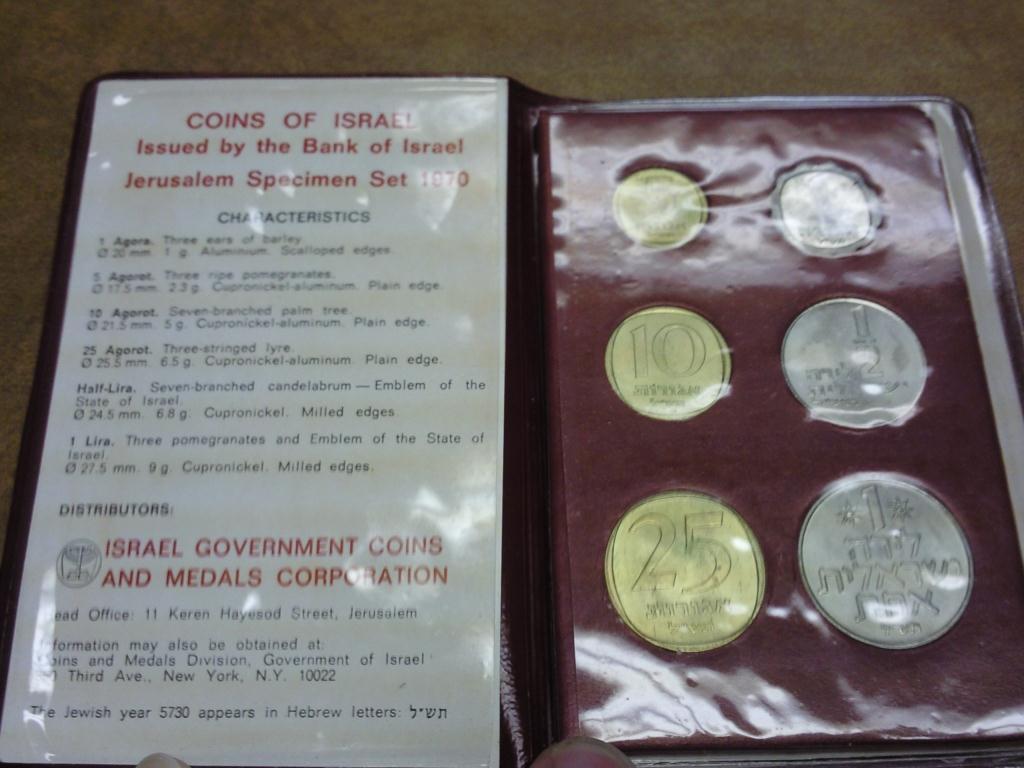 COINS OF ISRAEL
Issued by the Bank of Israel
Jerusalem Specimen Set 1970
CHARACTERISTICS
1 Agora. Three ears of barley
Ø 20 mm. 1 g. Aluminium. Scalloped edges.
5 Agorot. Three ripe pomegranates.
Ø 17.5 mm. 2.3 g. Cupronickel-aluminum. Plain edge.
10 Agorot. Seven-branched palm tree.
Ø 21.5 mm. 5 g. Cupronickel-aluminum. Plain edge.
25 Agorot. Three-stringed lyre.
Ø 25.5 mm. 6.5 g. Cupronickel-aluminum. Plain edge.
Half-Lira. Seven-branched candelabrum — Emblem of the
State of Israel.
Ø 24.5 mm. 6.8 g. Cupronickel. Milled edges.
1 Lira. Three pomegranates and Emblem of the State of
Israel.
Ø 27.5 mm. 9 g. Cupronickel. Milled edges.
DISTRIBUTORS:
ISRAEL GOVERNMENT COINS
AND MEDALS CORPORATION
ead Office: 11 Keren Hayesod Street, Jerusalem
formation may also be obtained at:
oins and Medals Division, Government of Israel
0 Third Ave., New York, N.Y. 10022
The Jewish year 5730 appears in Hebrew letters: תש״ל
10
אגורות
1
2
25
אגורות
1
לירה
ישראלית